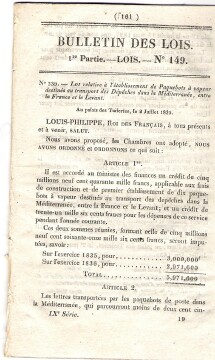 ( 161 )
BULLETIN DES LOIS.
1re Partie. — LOIS. — N° 149.
N° 339. — Loi relative à l'établissement de Paquebots à vapeur
destinés au transport des Dépêches dans la Méditerranée, entre
la France et le Levant.
Au palais des Tuileries, le 2 Juillet 1835.
LOUIS-PHILIPPE, Roi des Français, à tous présents
et à venir, salut.
Nous avons proposé, les Chambres ont adopté, nous
avons ordonné et ordonnons ce qui suit :
Article 1er.
Il est accordé au ministre des finances un crédit de cinq
millions neuf cent quarante mille francs, applicable aux frais
de construction et de premier établissement de dix paque-
bots à vapeur destinés au transport des dépêches dans la
Méditerranée, entre la France et le Levant; et un crédit de
trente-un mille six cents francs pour les dépenses de ce service
pendant l'année courante.
Ces deux sommes réunies, formant celle de cinq millions
neuf cent soixante-onze mille six cents francs, seront impu-
tées, savoir :
Sur l'exercice 1835, pour
Sur l'exercice 1836, pour
Total
Article 2.
Les lettres transportées par les paquebots de poste dans
la Méditerranée, qui parcourront moins de deux cent cin-
IXe Série.